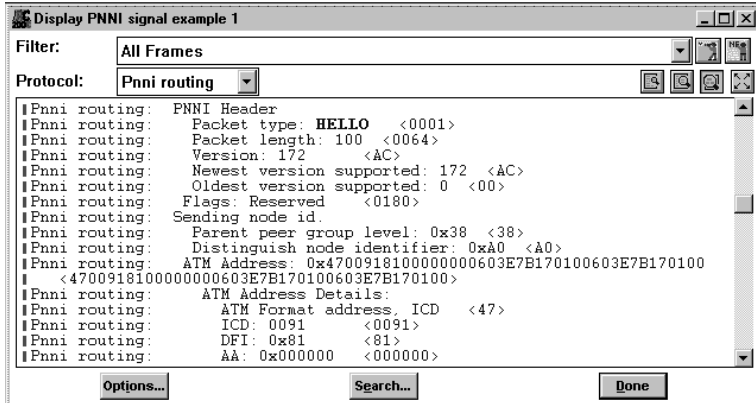 Display PNNI signal example 1
Filter: All Frames
Protocol: Pnni routing
Pnni routing: PNNI Header
Pnni routing: Packet type: HELLO <0001>
Pnni routing: Packet length: 100 <0064>
Pnni routing: Version: 172 <AC>
Pnni routing: Newest version supported: 172 <AC>
Pnni routing: Oldest version supported: 0 <00>
Pnni routing: Flags: Reserved <0180>
Pnni routing: Sending node id.
Pnni routing: Parent peer group level: 0x38 <38>
Pnni routing: Distinguish node identifier: 0xA0 <A0>
Pnni routing: ATM Address: 0x47009181000000000603E7B170100603E7B170100
<47009181000000000603E7B170100603E7B170100>
Pnni routing: ATM Address Details:
Pnni routing: ATM Format address, ICD <47>
Pnni routing: ICD: 0091 <0091>
Pnni routing: DFI: 0x81 <81>
Pnni routing: AA: 0x000000 <000000>
Options... Search... Done